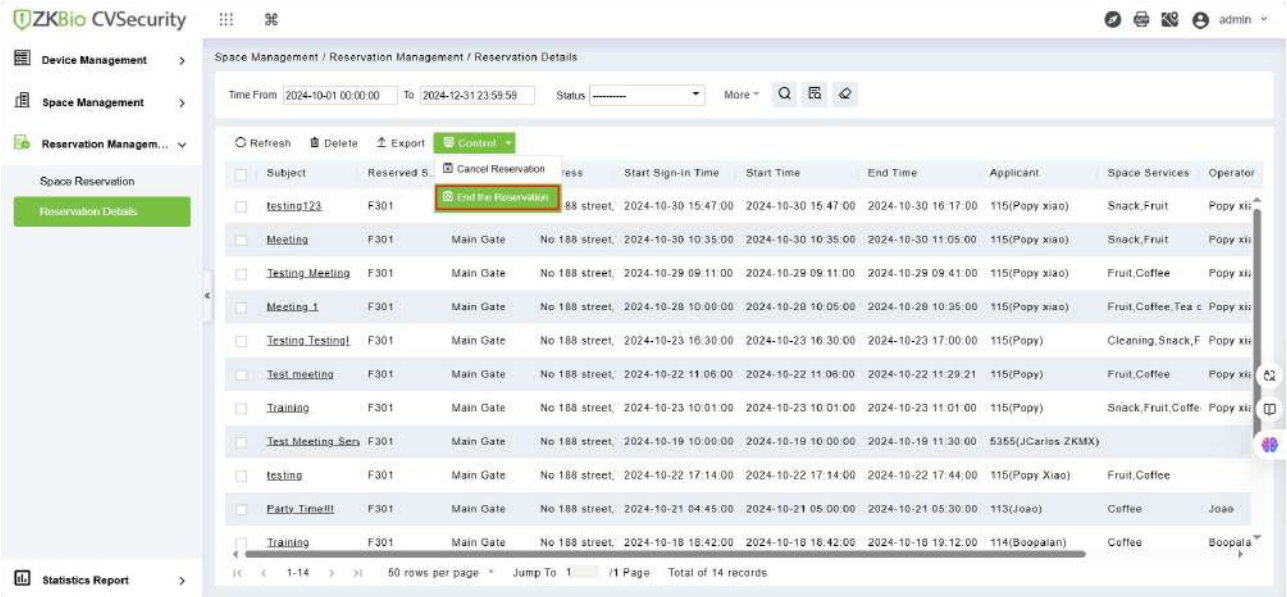 ZKBio CVSecurity
admin
Device Management
Space Management
Reservation Managem...
Space Reservation
Reservation Details
Statistics Report
Space Management / Reservation Management / Reservation Details
Time From 2024-10-01 00:00:00 To 2024-12-31 23:59:59 Status ---------- More
Refresh Delete Export Control
Cancel Reservation
End the Reservation
Subject Reserved S.. ress Start Sign-in Time Start Time End Time Applicant Space Services Operator
testing123 F301 88 street, 2024-10-30 15:47:00 2024-10-30 15:47:00 2024-10-30 16:17:00 115(Popy xiao) Snack,Fruit Popy xi
Meeting F301 Main Gate No 188 street, 2024-10-30 10:35:00 2024-10-30 10:35:00 2024-10-30 11:05:00 115(Popy xiao) Snack,Fruit Popy xi
Testing Meeting F301 Main Gate No 188 street, 2024-10-29 09:11:00 2024-10-29 09:11:00 2024-10-29 09:41:00 115(Popy xiao) Fruit,Coffee Popy xi
Meeting 1 F301 Main Gate No 188 street, 2024-10-28 10:00:00 2024-10-28 10:05:00 2024-10-28 10:35:00 115(Popy xiao) Fruit,Coffee,Tea c Popy xi
Testing Testing! F301 Main Gate No 188 street, 2024-10-23 16:30:00 2024-10-23 16:30:00 2024-10-23 17:00:00 115(Popy) Cleaning,Snack,F Popy xi
Test meeting F301 Main Gate No 188 street, 2024-10-22 11:06:00 2024-10-22 11:06:00 2024-10-22 11:29:21 115(Popy) Fruit,Coffee Popy xi
Training F301 Main Gate No 188 street, 2024-10-23 10:01:00 2024-10-23 10:01:00 2024-10-23 11:01:00 115(Popy) Snack,Fruit,Coffe Popy xi
Test Meeting Serv F301 Main Gate No 188 street, 2024-10-19 10:00:00 2024-10-19 10:00:00 2024-10-19 11:30:00 5355(JCarlos ZKMX)
testing F301 Main Gate No 188 street, 2024-10-22 17:14:00 2024-10-22 17:14:00 2024-10-22 17:44:00 115(Popy Xiao) Fruit,Coffee
Party Time!!! F301 Main Gate No 188 street, 2024-10-21 04:45:00 2024-10-21 05:00:00 2024-10-21 05:30:00 113(Joao) Coffee Joao
Training F301 Main Gate No 188 street, 2024-10-18 18:42:00 2024-10-18 18:42:00 2024-10-18 19:12:00 114(Boopalan) Coffee Boopala
1-14 50 rows per page Jump To 1 /1 Page Total of 14 records